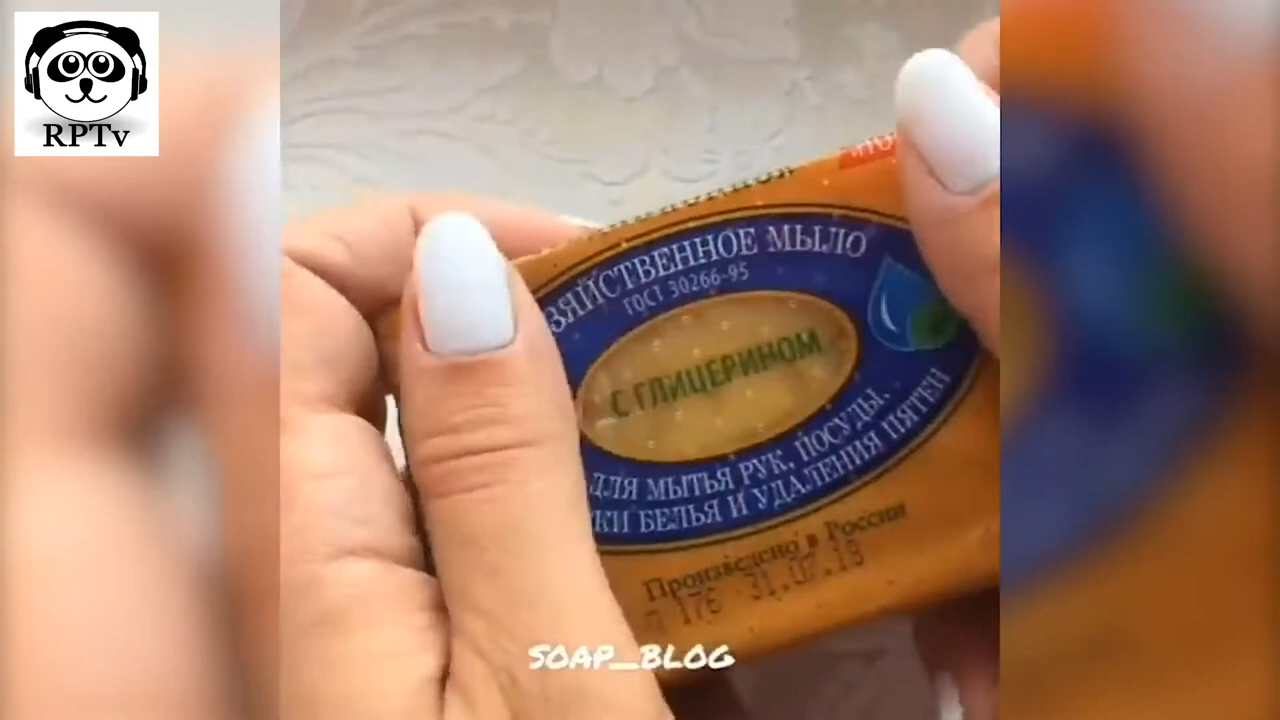 RPTv
ЗЯЙСТВЕННОЕ МЫЛО
ГОСТ 30266-95
С ГЛИЦЕРИНОМ
ДЛЯ МЫТЬЯ РУК, ПОСУДЫ,
КИ БЕЛЬЯ И УДАЛЕНИЯ ПЯТЕН
Произведено в России
176 31.07.18
SOAP_BLOG